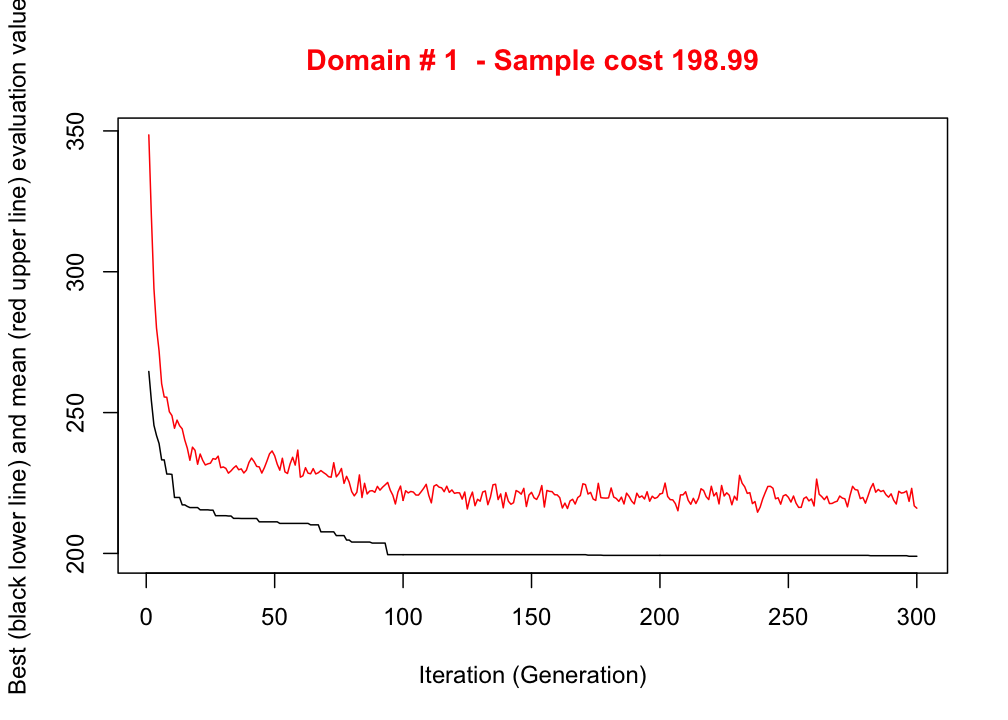 Domain # 1  - Sample cost 198.99
Best (black lower line) and mean (red upper line) evaluation value
350
300
250
200
0 50 100 150 200 250 300
Iteration (Generation)